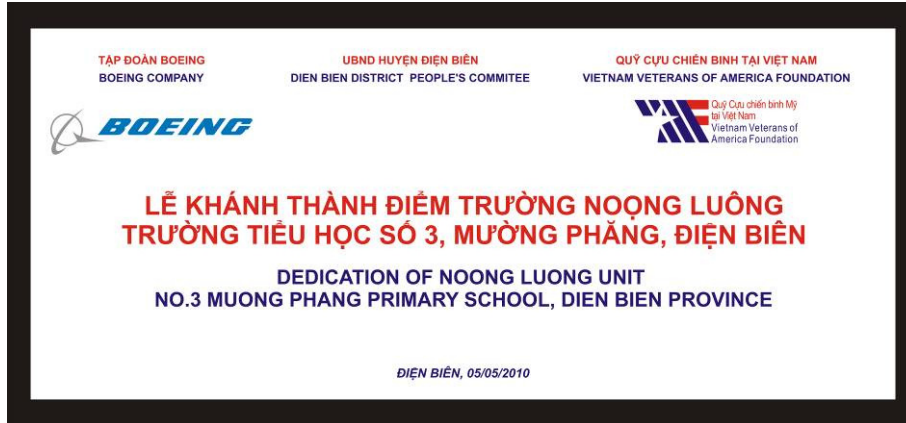 TẬP ĐOÀN BOEING
BOEING COMPANY
UBND HUYỆN ĐIỆN BIÊN
DIEN BIEN DISTRICT PEOPLE'S COMMITEE
QUỸ CỰU CHIẾN BINH TẠI VIỆT NAM
VIETNAM VETERANS OF AMERICA FOUNDATION
BOEING
Quỹ Cựu chiến binh Mỹ
tại Việt Nam
Vietnam Veterans of
America Foundation
LỄ KHÁNH THÀNH ĐIỂM TRƯỜNG NOỌNG LUÔNG
TRƯỜNG TIỂU HỌC SỐ 3, MƯỜNG PHĂNG, ĐIỆN BIÊN
DEDICATION OF NOONG LUONG UNIT
NO.3 MUONG PHANG PRIMARY SCHOOL, DIEN BIEN PROVINCE
ĐIỆN BIÊN, 05/05/2010